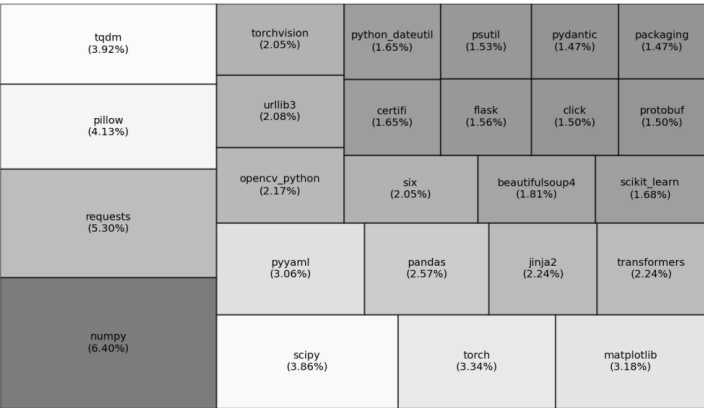 tqdm
(3.92%)
pillow
(4.13%)
requests
(5.30%)
numpy
(6.40%)
torchvision
(2.05%)
urllib3
(2.08%)
opencv_python
(2.17%)
python_dateutil
(1.65%)
psutil
(1.53%)
pydantic
(1.47%)
packaging
(1.47%)
certifi
(1.65%)
flask
(1.56%)
click
(1.50%)
protobuf
(1.50%)
six
(2.05%)
beautifulsoup4
(1.81%)
scikit_learn
(1.68%)
pyyaml
(3.06%)
pandas
(2.57%)
jinja2
(2.24%)
transformers
(2.24%)
scipy
(3.86%)
torch
(3.34%)
matplotlib
(3.18%)